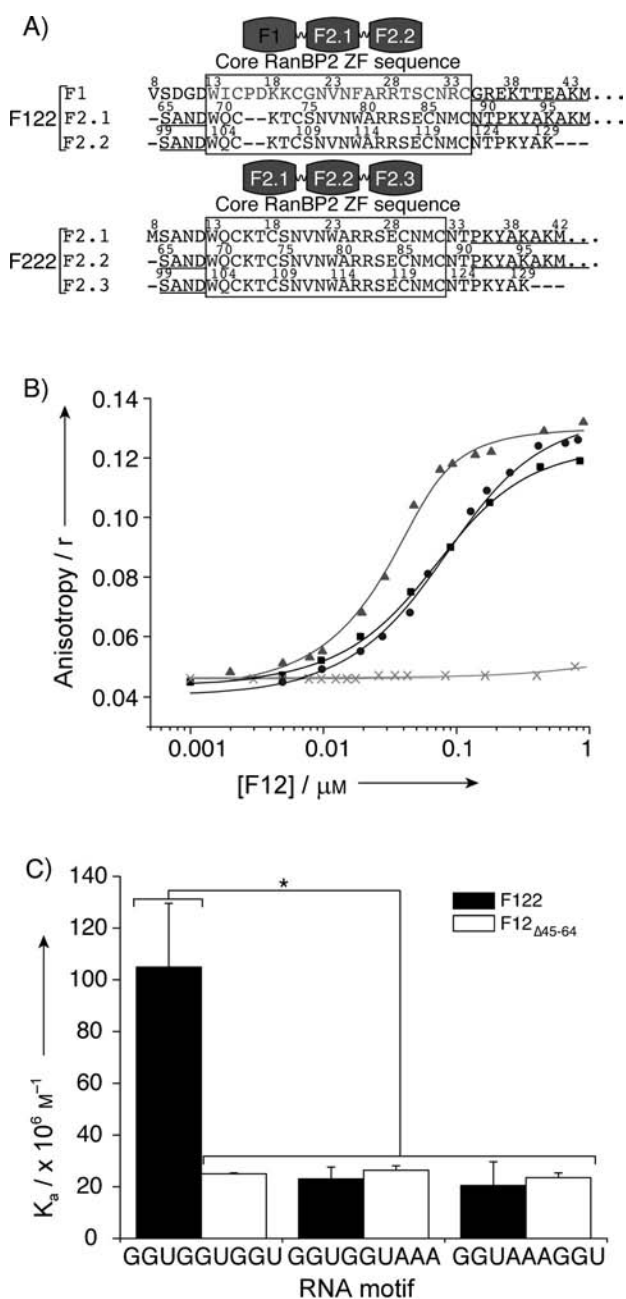 A)
F1 F2.1 F2.2
Core RanBP2 ZF sequence
8 13 18 23 28 33 38 43
F1 VSDGDWICPDKKCGNVNFARRTSCNRCGREKTTEAKM...
65 70 75 80 85 90 95
F122 F2.1 -SANDWQC--KTCSNVNWARRSECNMCNTPKYAKAKM...
99 104 109 114 119 124 129
F2.2 -SANDWQC--KTCSNVNWARRSECNMCNTPKYAK---
F2.1 F2.2 F2.3
Core RanBP2 ZF sequence
8 13 18 23 28 33 38 42
F2.1 MSANDWQCKTCSNVNWARRSECNMCNTPKYAKAKM...
65 70 75 80 85 90 95
F222 F2.2 -SANDWQCKTCSNVNWARRSECNMCNTPKYAKAKM...
99 104 109 114 119 124 129
F2.3 -SANDWQCKTCSNVNWARRSECNMCNTPKYAK---
B)
0.14
0.12
0.10
0.08
0.06
0.04
Anisotropy / r
0.001 0.01 0.1 1
[F12] / μM
C)
140
120
100
80
60
40
20
0
Ka / x 10⁶ M⁻¹
*
F122
F12Δ45-64
GGUGGUGGU GGUGGUAAA GGUAAAGGU
RNA motif